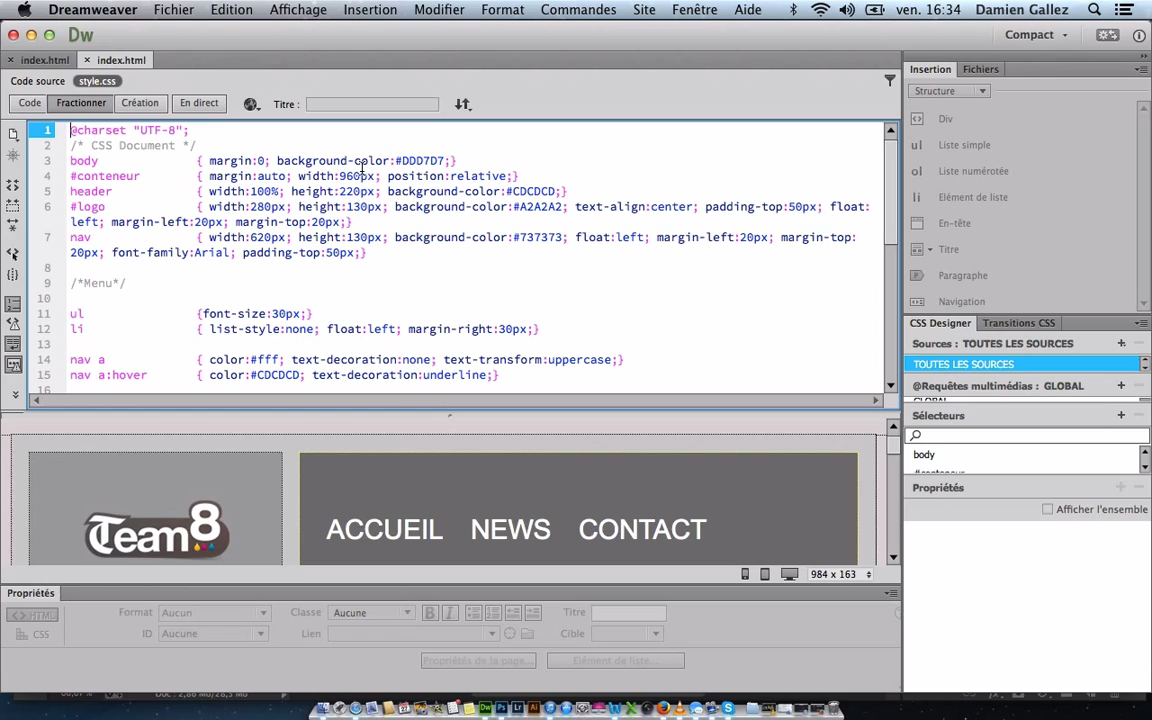 Dreamweaver Fichier Edition Affichage Insertion Modifier Format Commandes Site Fenêtre Aide ven. 16:34 Damien Gallez
Dw Compact
index.html index.html
Code source style.css
Code Fractionner Création En direct Titre :
1 @charset "UTF-8";
2 /* CSS Document */
3 body { margin:0; background-color:#DDD7D7;}
4 #conteneur { margin:auto; width:960px; position:relative;}
5 header { width:100%; height:220px; background-color:#CDCDCD;}
6 #logo { width:280px; height:130px; background-color:#A2A2A2; text-align:center; padding-top:50px; float:
left; margin-left:20px; margin-top:20px;}
7 nav { width:620px; height:130px; background-color:#737373; float:left; margin-left:20px; margin-top:
20px; font-family:Arial; padding-top:50px;}
8
9 /*Menu*/
10
11 ul {font-size:30px;}
12 li { list-style:none; float:left; margin-right:30px;}
13
14 nav a { color:#fff; text-decoration:none; text-transform:uppercase;}
15 nav a:hover { color:#CDCDCD; text-decoration:underline;}
16
Team8
ACCUEIL NEWS CONTACT
984 x 163
Propriétés
<> HTML Format Aucun Classe Aucune B I Titre
CSS ID Aucune Lien Cible
Propriétés de la page... Elément de liste...
Insertion Fichiers
Structure
Div
Liste simple
Liste numérotée
Elément de liste
En-tête
Titre
Paragraphe
Navigation
CSS Designer Transitions CSS
Sources : TOUTES LES SOURCES
TOUTES LES SOURCES
@Requêtes multimédias : GLOBAL
GLOBAL
Sélecteurs
body
#conteneur
Propriétés
Afficher l'ensemble